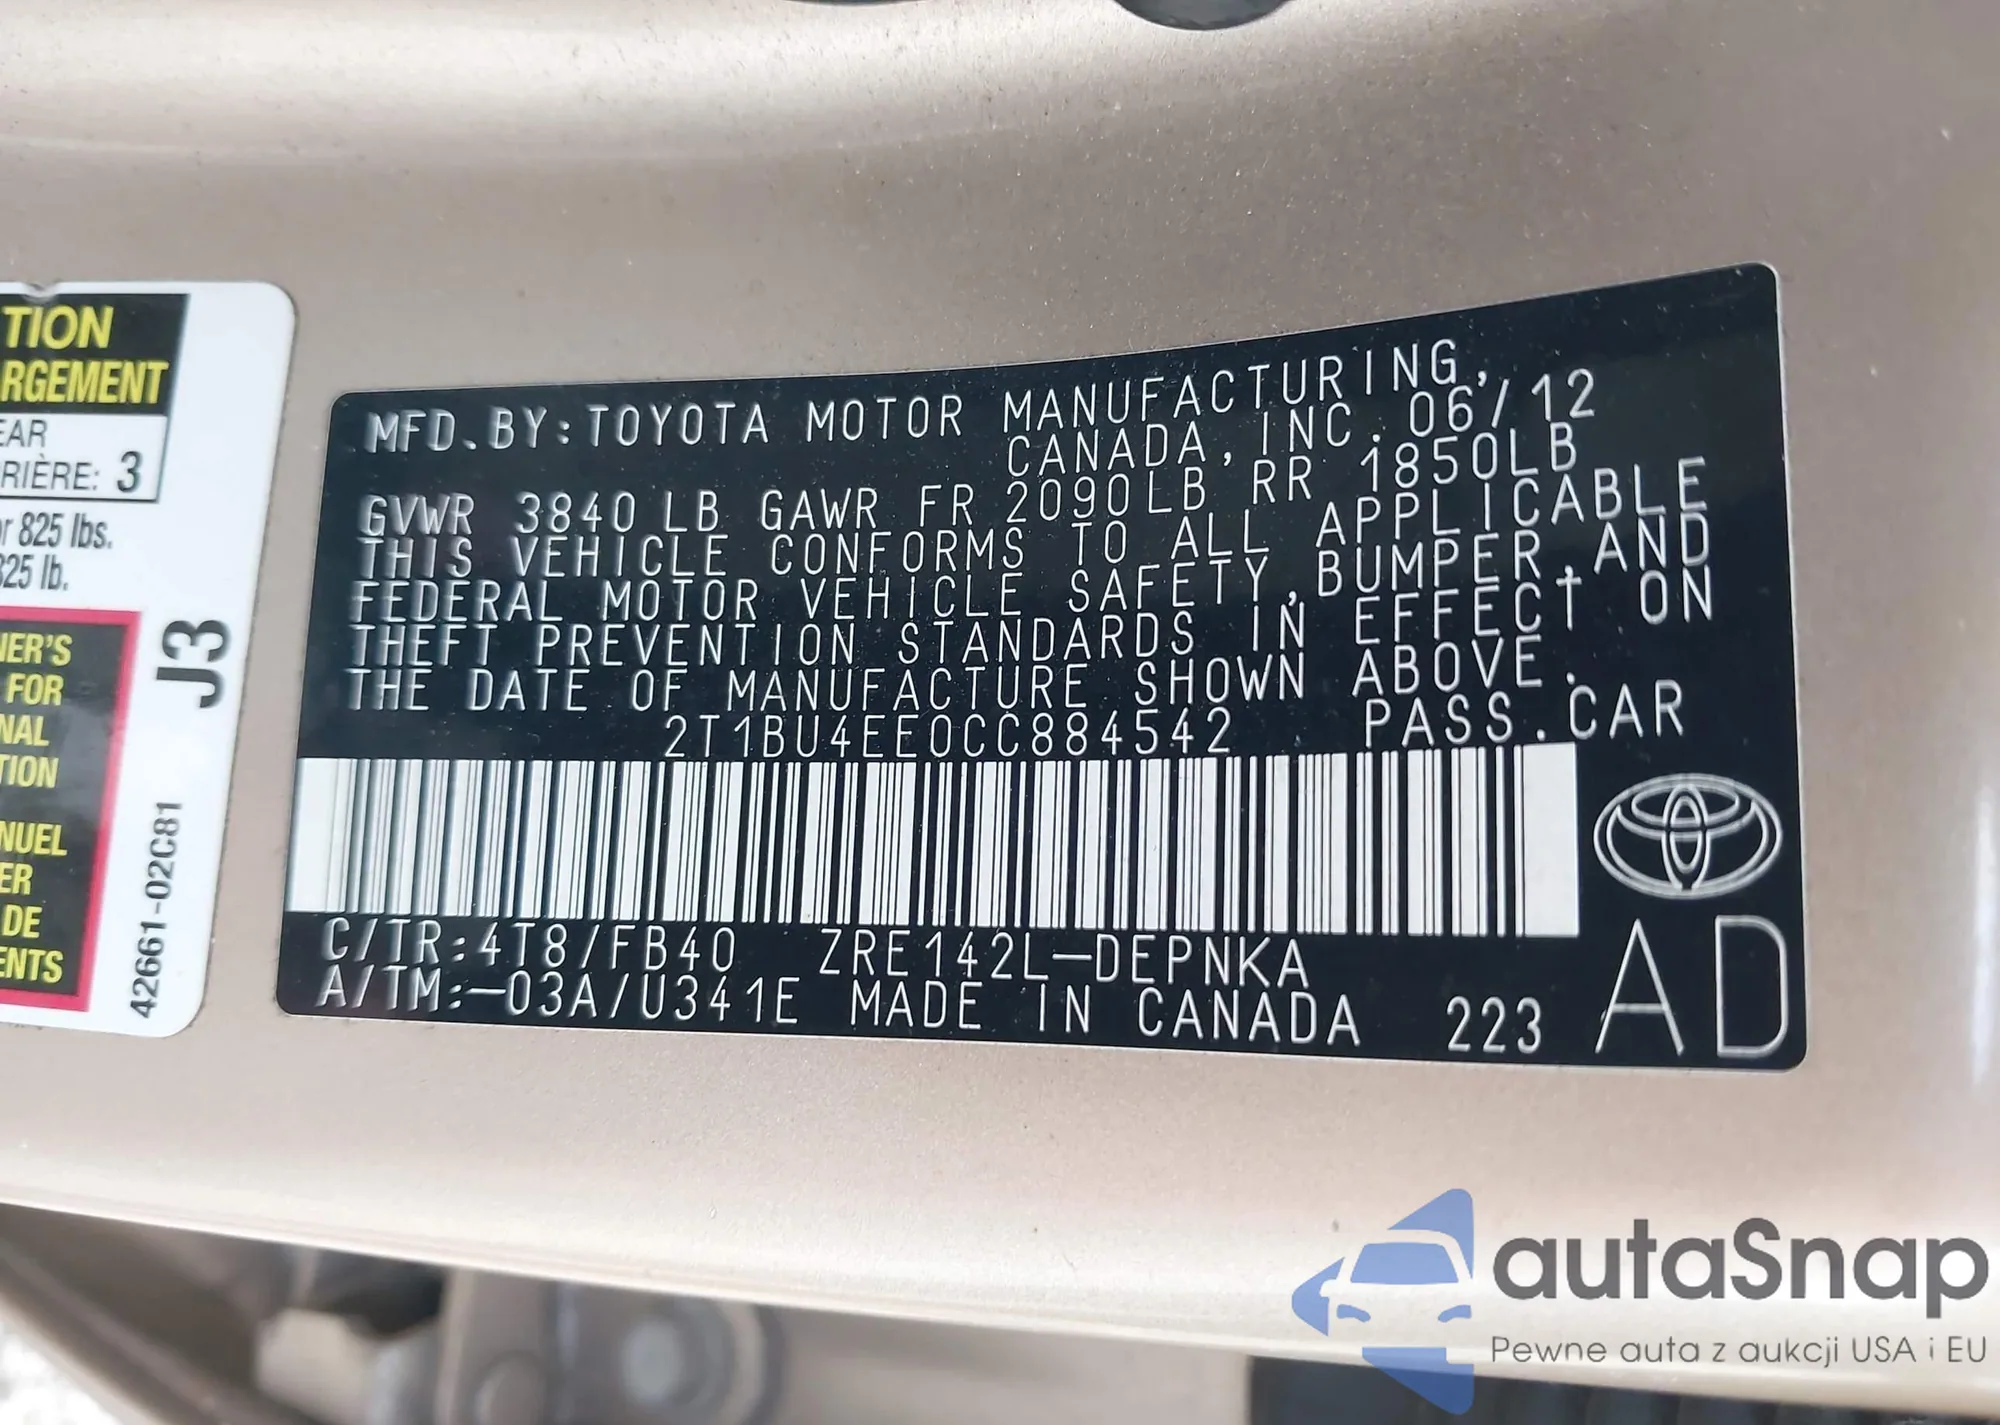 TION
RGEMENT
EAR
RIÈRE: 3
r 825 lbs.
825 lb.
NER'S
FOR
NAL
TION
NUEL
ER
DE
ENTS
J3
42661-02C81
MFD.BY:TOYOTA MOTOR MANUFACTURING,
CANADA,INC. 06/12
GVWR 3840LB GAWR FR 2090LB RR 1850LB
THIS VEHICLE CONFORMS TO ALL APPLICABLE
FEDERAL MOTOR VEHICLE SAFETY,BUMPER,AND
THEFT PREVENTION STANDARDS IN EFFECT ON
THE DATE OF MANUFACTURE SHOWN ABOVE.
2T1BU4EE0CC884542 PASS.CAR
C/TR:4T8/FB40 ZRE142L-DEPNKA
A/TM:-03A/U341E MADE IN CANADA 223
AD
autaSnap
Pewne auta z aukcji USA i EU